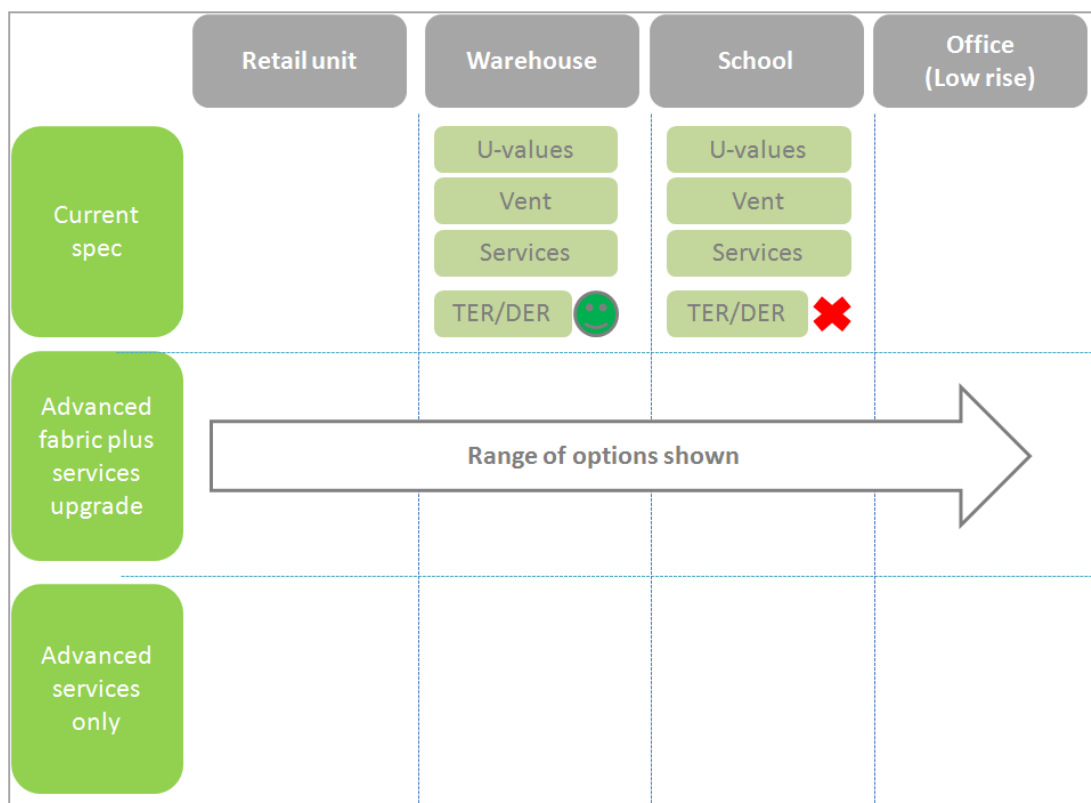 Retail unit
Warehouse
School
Office
(Low rise)
Current
spec
U-values
Vent
Services
TER/DER
U-values
Vent
Services
TER/DER
Advanced
fabric plus
services
upgrade
Range of options shown
Advanced
services
only